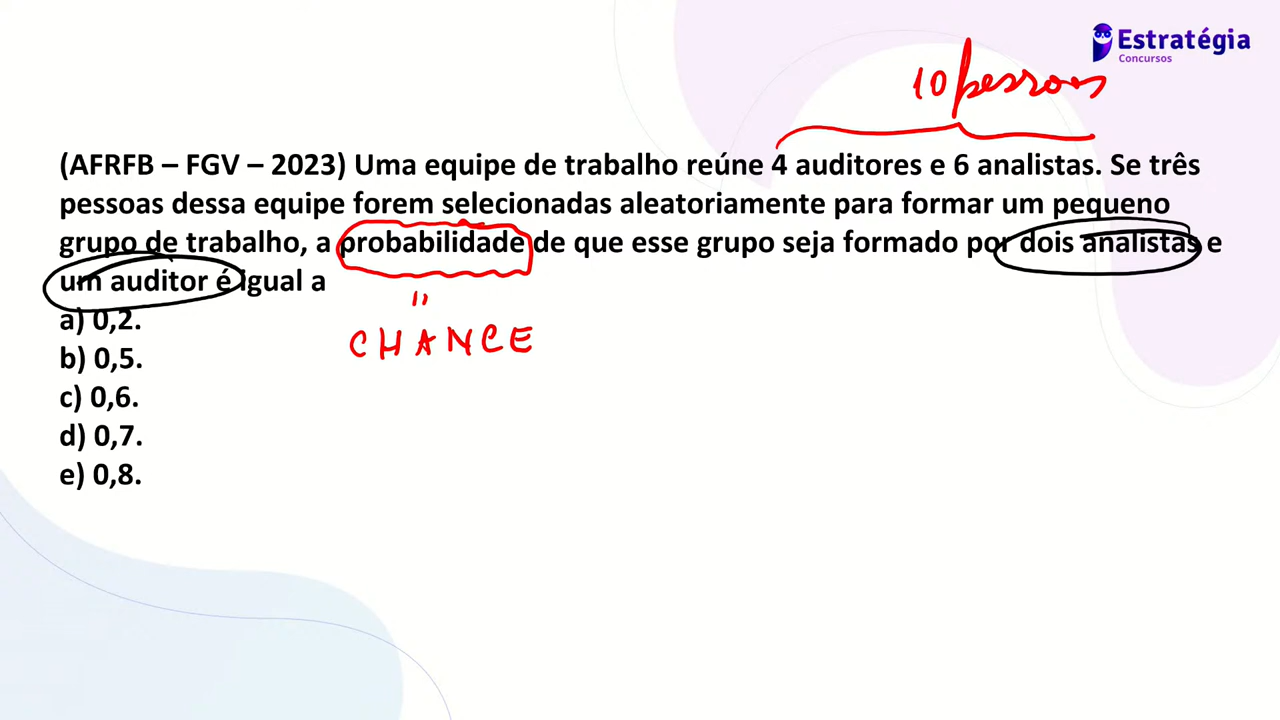 Estratégia
Concursos
10 pessoas
(AFRFB – FGV – 2023) Uma equipe de trabalho reúne 4 auditores e 6 analistas. Se três
pessoas dessa equipe forem selecionadas aleatoriamente para formar um pequeno
grupo de trabalho, a probabilidade de que esse grupo seja formado por dois analistas e
um auditor é igual a
a) 0,2.
b) 0,5.
c) 0,6.
d) 0,7.
e) 0,8.
CHANCE